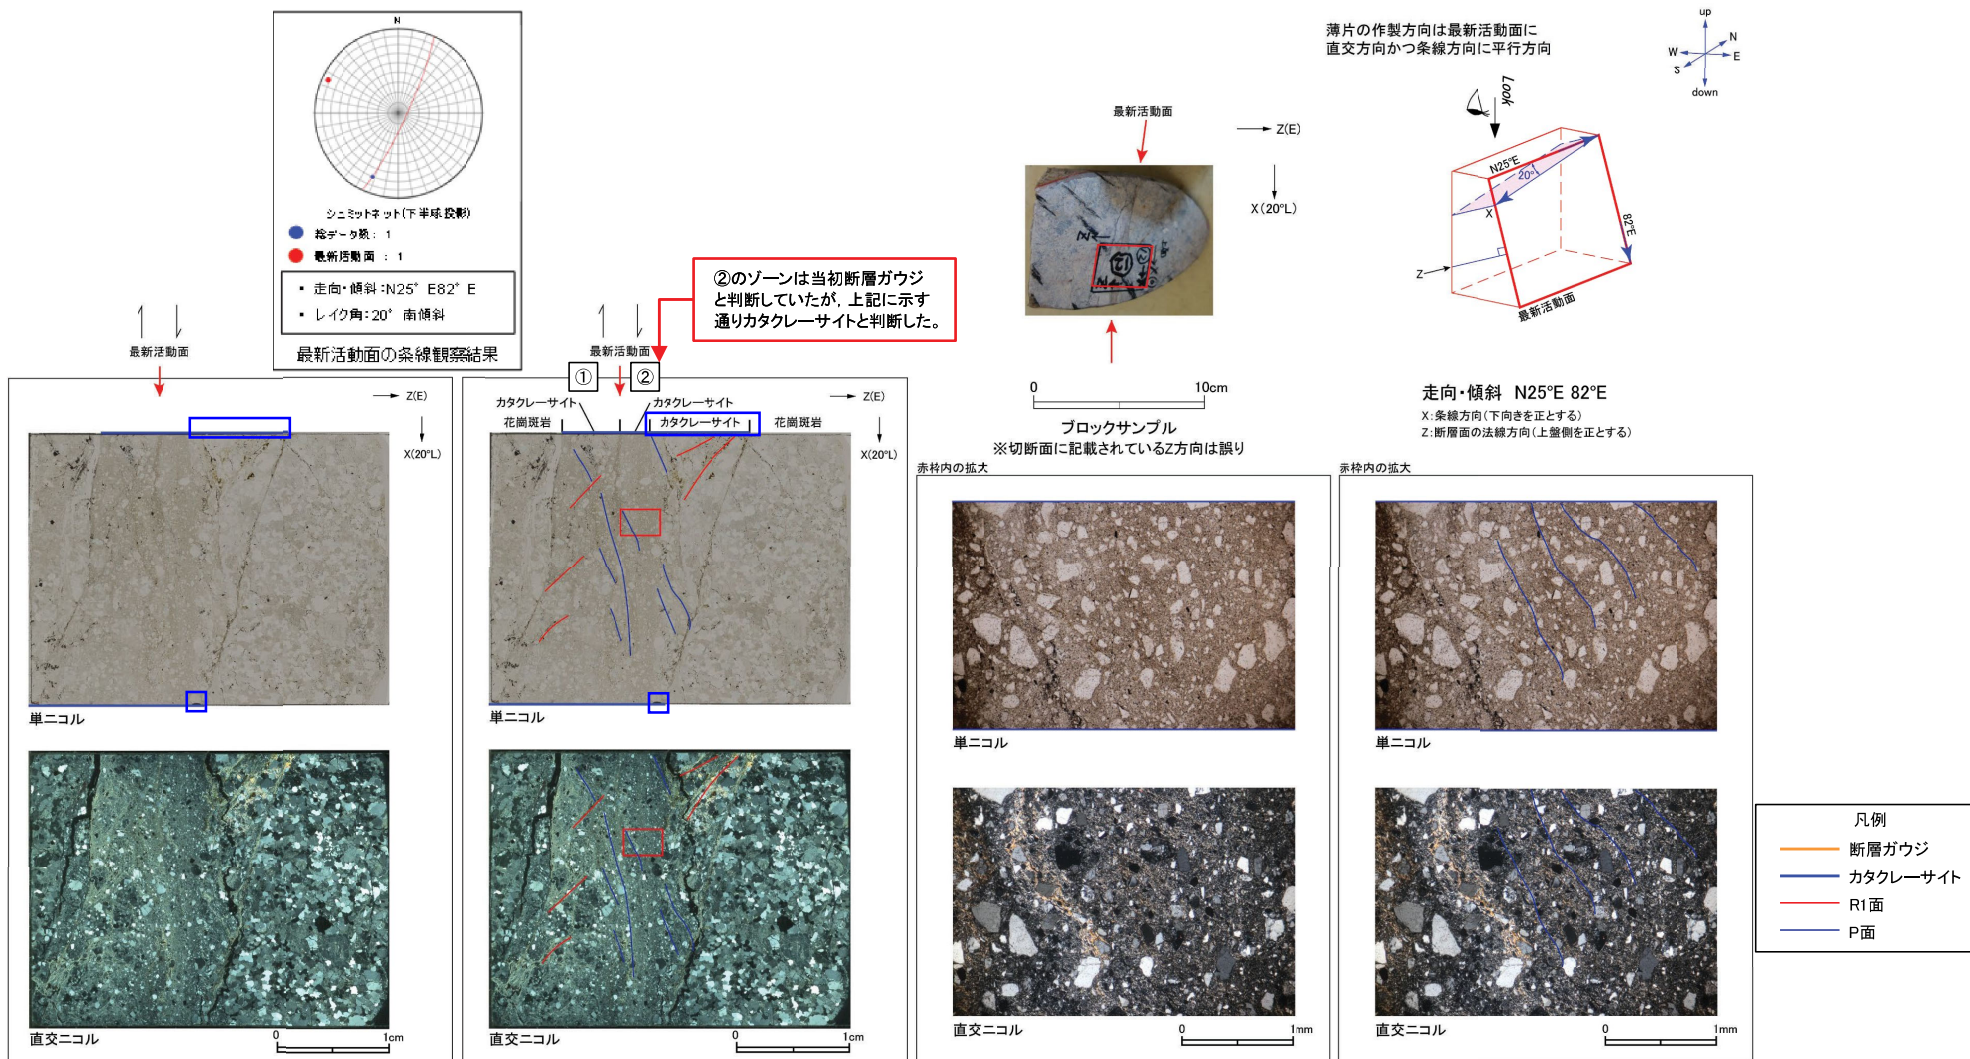 N
シュミットネット(下半球投影)
総データ数: 1
最新活動面 : 1
・ 走向・傾斜:N25°E82°E
・ レイク角:20°南傾斜
最新活動面の条線観察結果
②のゾーンは当初断層ガウジ
と判断していたが，上記に示す
通りカタクレーサイトと判断した。
最新活動面
Z(E)
X(20°L)
単ニコル
直交ニコル
0
1cm
最新活動面
①
②
カタクレーサイト
カタクレーサイト
花崗斑岩
カタクレーサイト
花崗斑岩
Z(E)
X(20°L)
単ニコル
直交ニコル
0
1cm
最新活動面
Z(E)
X(20°L)
0
10cm
ブロックサンプル
※切断面に記載されているZ方向は誤り
薄片の作製方向は最新活動面に
直交方向かつ条線方向に平行方向
up
N
W
E
S
down
Look
N25°E
20°
X
82°E
Z
最新活動面
走向・傾斜 N25°E 82°E
X:条線方向(下向きを正とする)
Z:断層面の法線方向(上盤側を正とする)
赤枠内の拡大
単ニコル
直交ニコル
0
1mm
赤枠内の拡大
単ニコル
直交ニコル
0
1mm
凡例
断層ガウジ
カタクレーサイト
R1面
P面